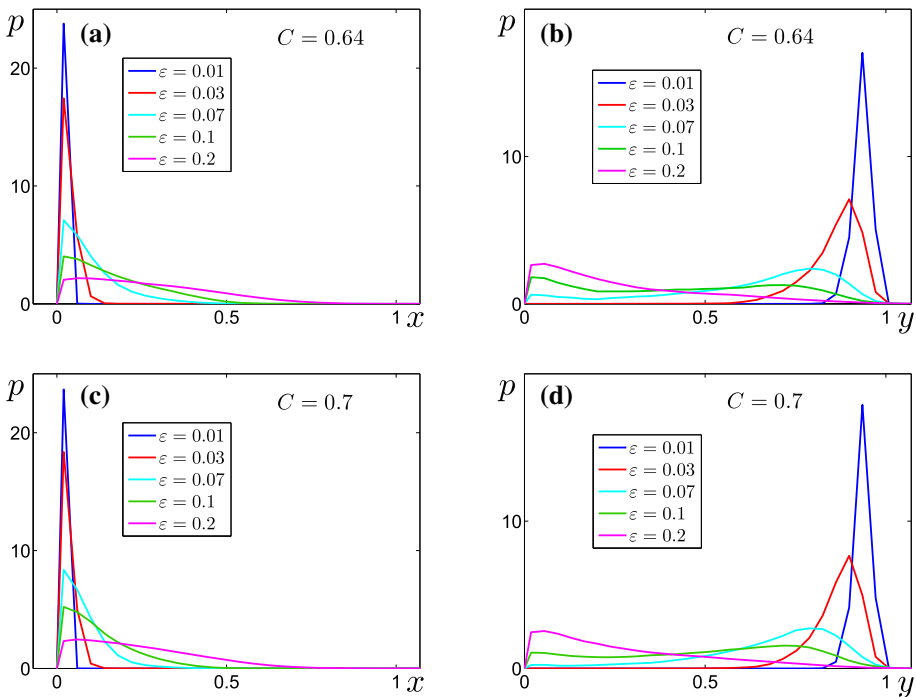 p (a) C = 0.64
20
10
0
ε = 0.01
ε = 0.03
ε = 0.07
ε = 0.1
ε = 0.2
0 0.5 1 x
p (b) C = 0.64
10
0
ε = 0.01
ε = 0.03
ε = 0.07
ε = 0.1
ε = 0.2
0.5 1 y
p (c) C = 0.7
20
10
0
ε = 0.01
ε = 0.03
ε = 0.07
ε = 0.1
ε = 0.2
0 0.5 1 x
p (d) C = 0.7
10
0
ε = 0.01
ε = 0.03
ε = 0.07
ε = 0.1
ε = 0.2
0.5 1 y